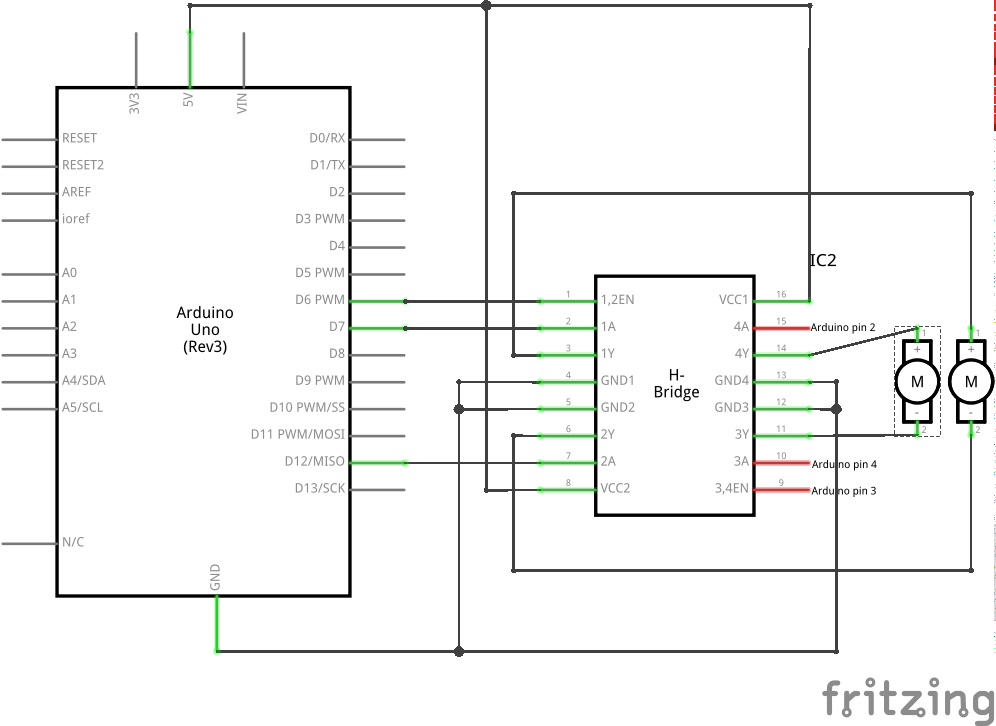 3V3
5V
VIN
RESET
RESET2
AREF
ioref
A0
A1
A2
A3
A4/SDA
A5/SCL
N/C
Arduino
Uno
(Rev3)
D0/RX
D1/TX
D2
D3 PWM
D4
D5 PWM
D6 PWM
D7
D8
D9 PWM
D10 PWM/SS
D11 PWM/MOSI
D12/MISO
D13/SCK
GND
IC2
1
2
3
4
5
6
7
8
1,2EN
1A
1Y
GND1
GND2
2Y
2A
VCC2
H-
Bridge
VCC1
4A
4Y
GND4
GND3
3Y
3A
3,4EN
16
15
14
13
12
11
10
9
Arduino pin 2
Arduino pin 4
Arduino pin 3
1
+
M
-
2
1
+
M
-
2
fritzing